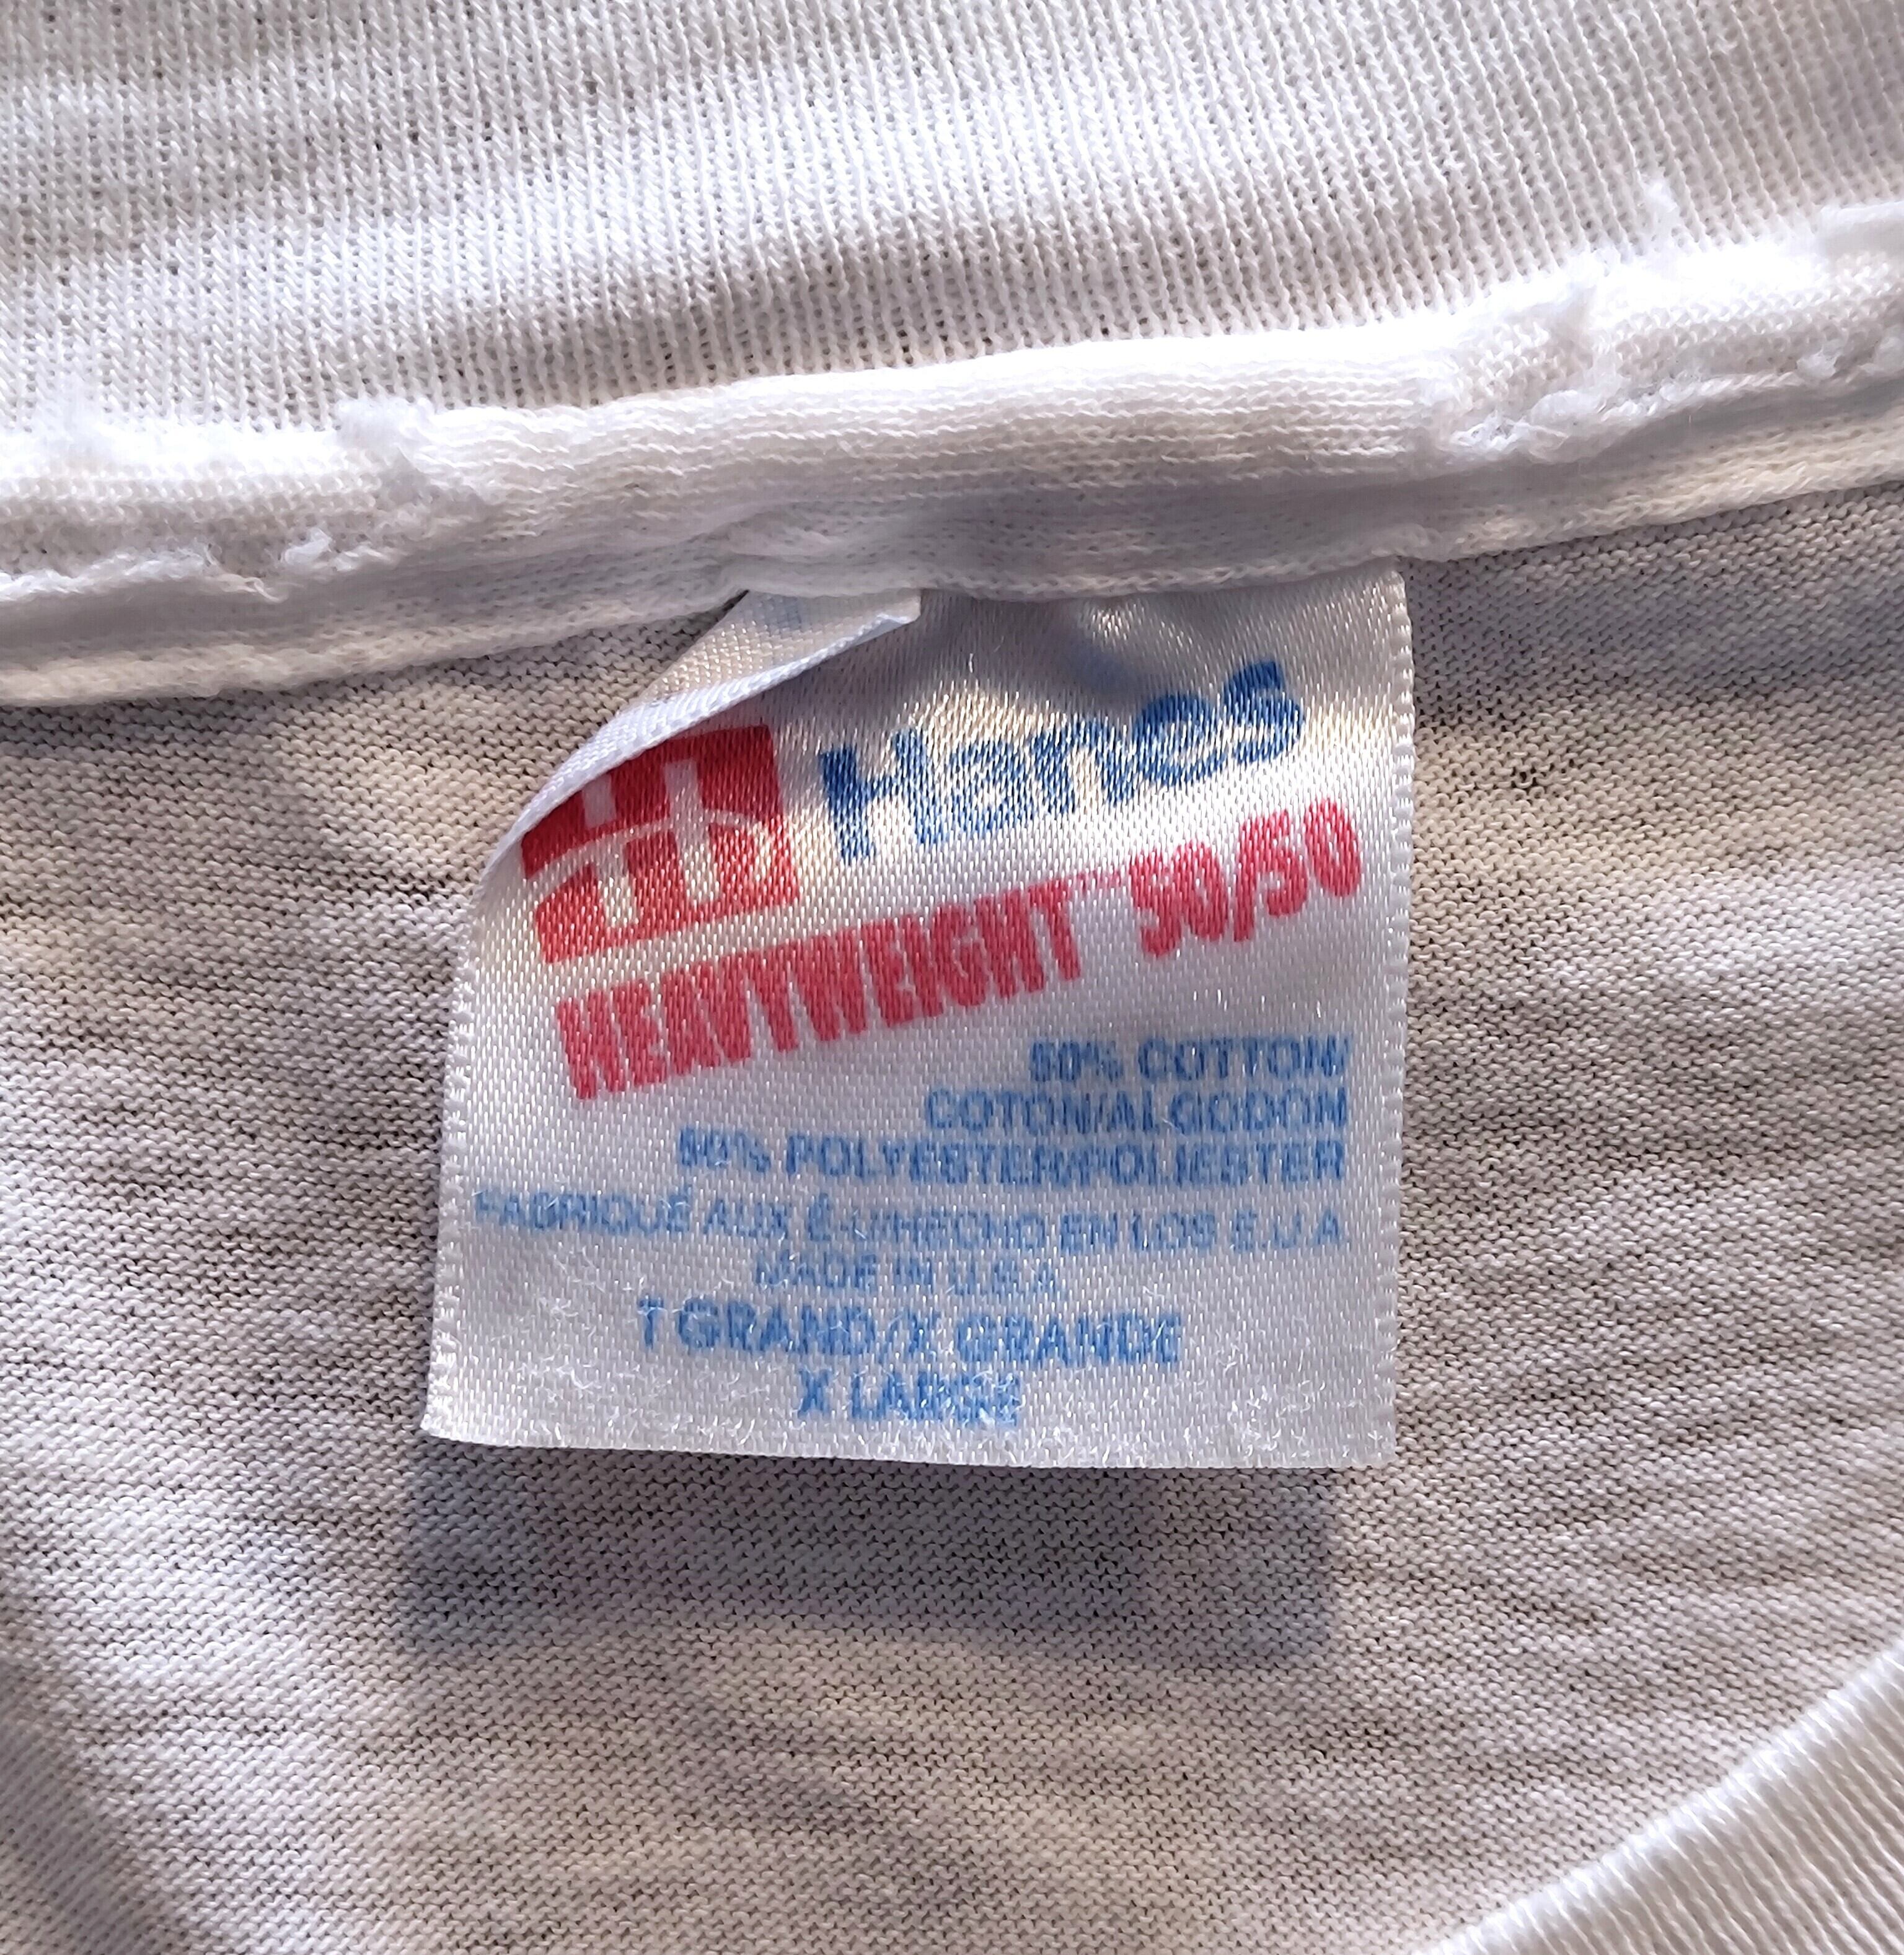 Hanes
HEAVYWEIGHT™ 50/50
50% COTTON/
COTON/ALGODON
50% POLYESTER/POLIESTER
FABRIQUÉ AUX É.-U./HECHO EN LOS E.U.A
MADE IN U.S.A.
T GRAND/X GRANDE
X LARGE